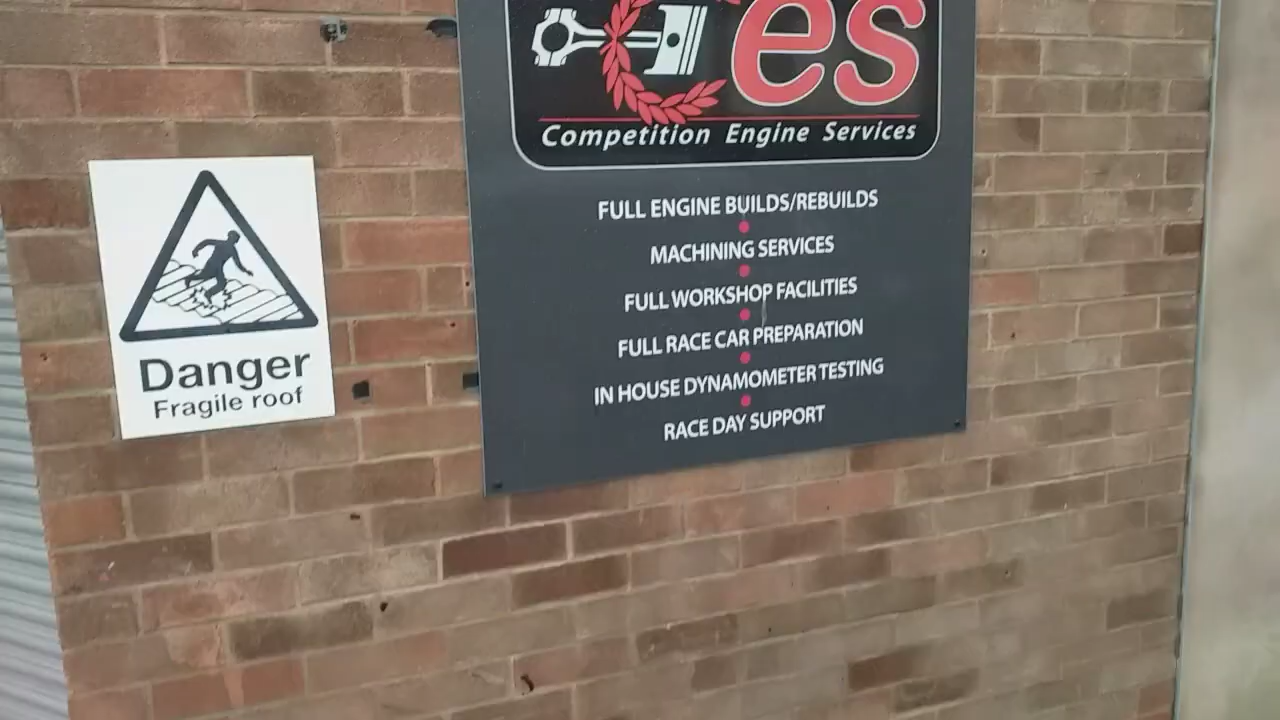 ces
Competition Engine Services
FULL ENGINE BUILDS/REBUILDS
MACHINING SERVICES
FULL WORKSHOP FACILITIES
FULL RACE CAR PREPARATION
IN HOUSE DYNAMOMETER TESTING
RACE DAY SUPPORT
Danger
Fragile roof